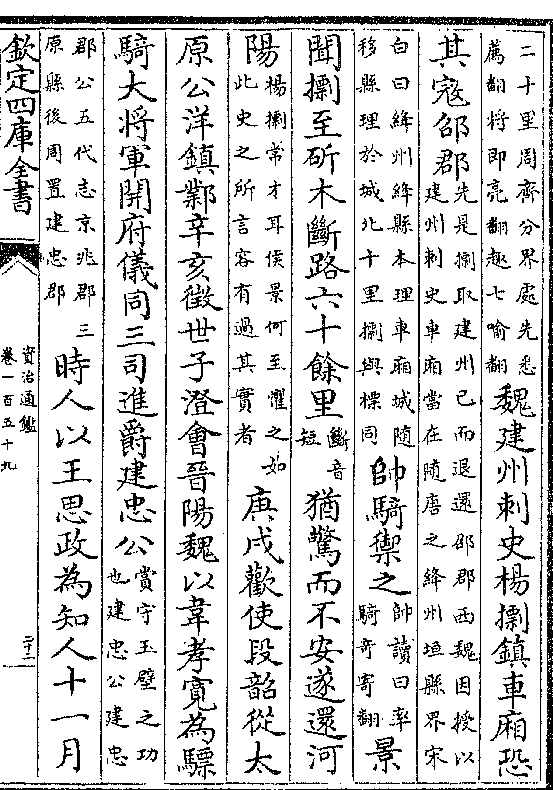 二十里周齊分界處先悉
薦翻將即亮翻趣七喻翻
魏建州刺史楊𢷋鎮車廂恐
其寇邵郡
先是𢷋取建州已而退還邵郡西魏因授以
建州刺史車廂當在隨唐之絳州垣縣界宋
白曰絳州絳縣本理車廂城隨
移縣理於城北十里𢷋與標同
帥騎禦之
帥讀曰率
騎奇寄翻
景
聞𢷋至斫木斷路六十餘里
斷音
短
猶驚而不安遂還河
陽
楊𢷋常才耳侯景何至懼之如
此史之所言容有過其實者
庚戌歡使段韶從太
原公洋鎮鄴辛亥徵世子澄會晉陽魏以韋孝寬為驃
騎大將軍開府儀同三司進爵建忠公
賞守玉壁之功
也建忠公建忠
郡公五代志京兆郡三
原縣後周置建忠郡
時人以王思政為知人十一月
欽定四庫全書
資治通鑑
卷一百五十九
二十二